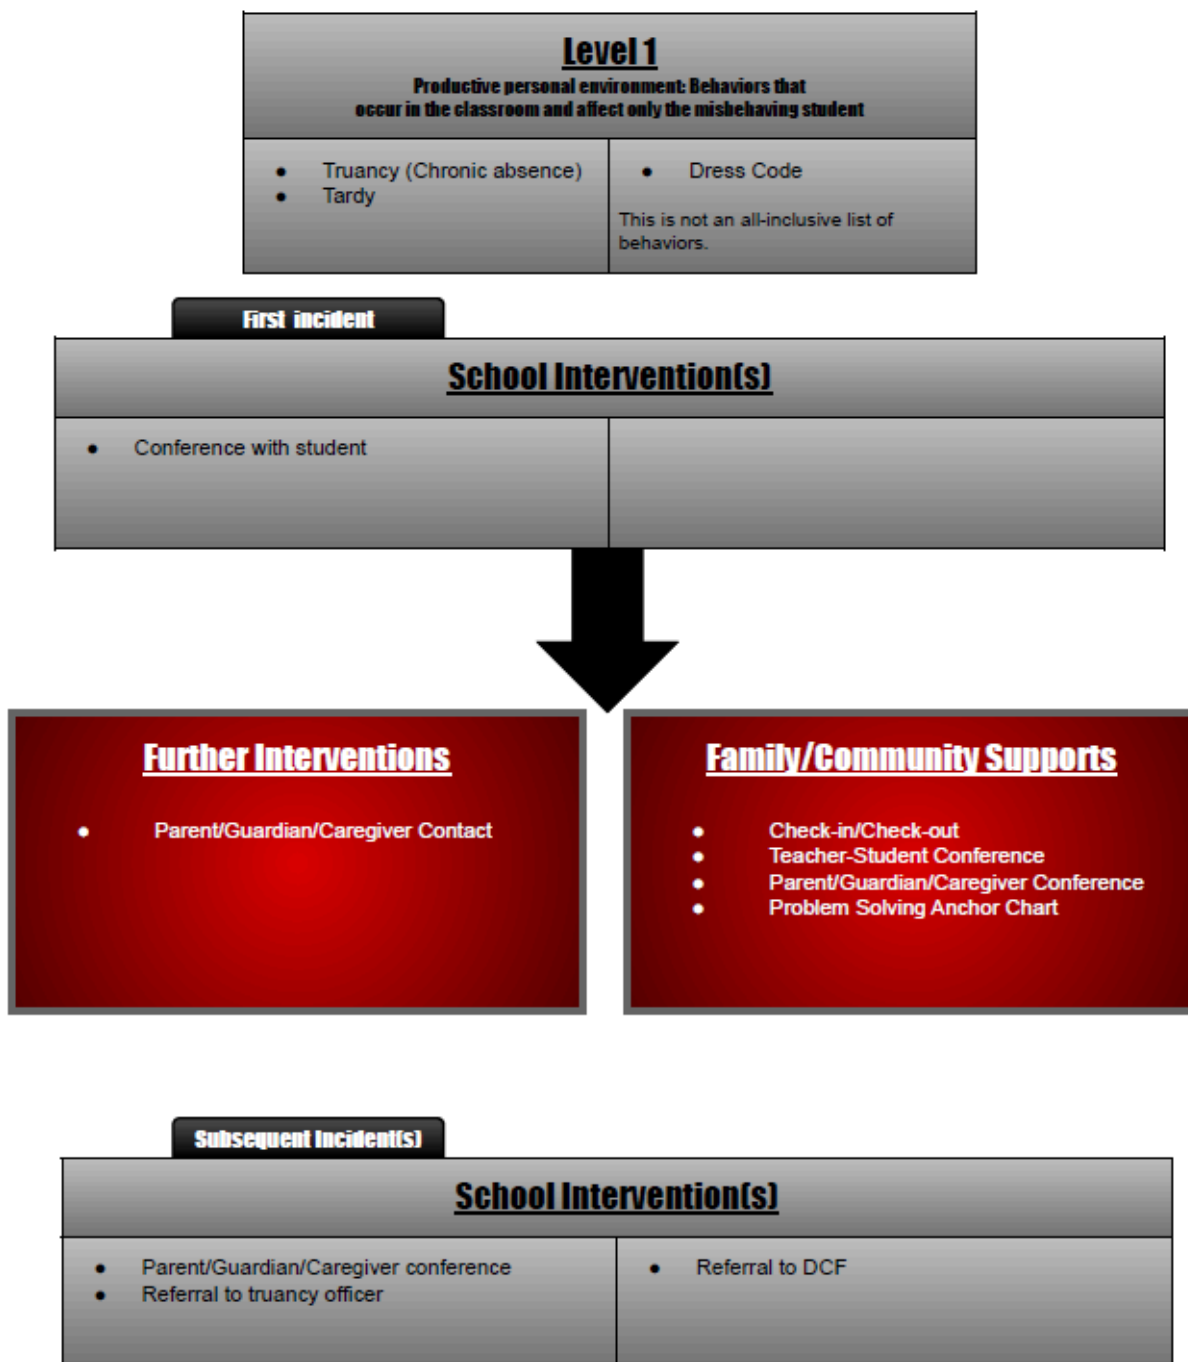 Level 1
Productive personal environment: Behaviors that
occur in the classroom and affect only the misbehaving student
● Truancy (Chronic absence)
● Tardy
● Dress Code
This is not an all-inclusive list of
behaviors.
First incident
School Intervention(s)
● Conference with student
Further Interventions
● Parent/Guardian/Caregiver Contact
Family/Community Supports
● Check-in/Check-out
● Teacher-Student Conference
● Parent/Guardian/Caregiver Conference
● Problem Solving Anchor Chart
Subsequent Incident(s)
School Intervention(s)
● Parent/Guardian/Caregiver conference
● Referral to truancy officer
● Referral to DCF